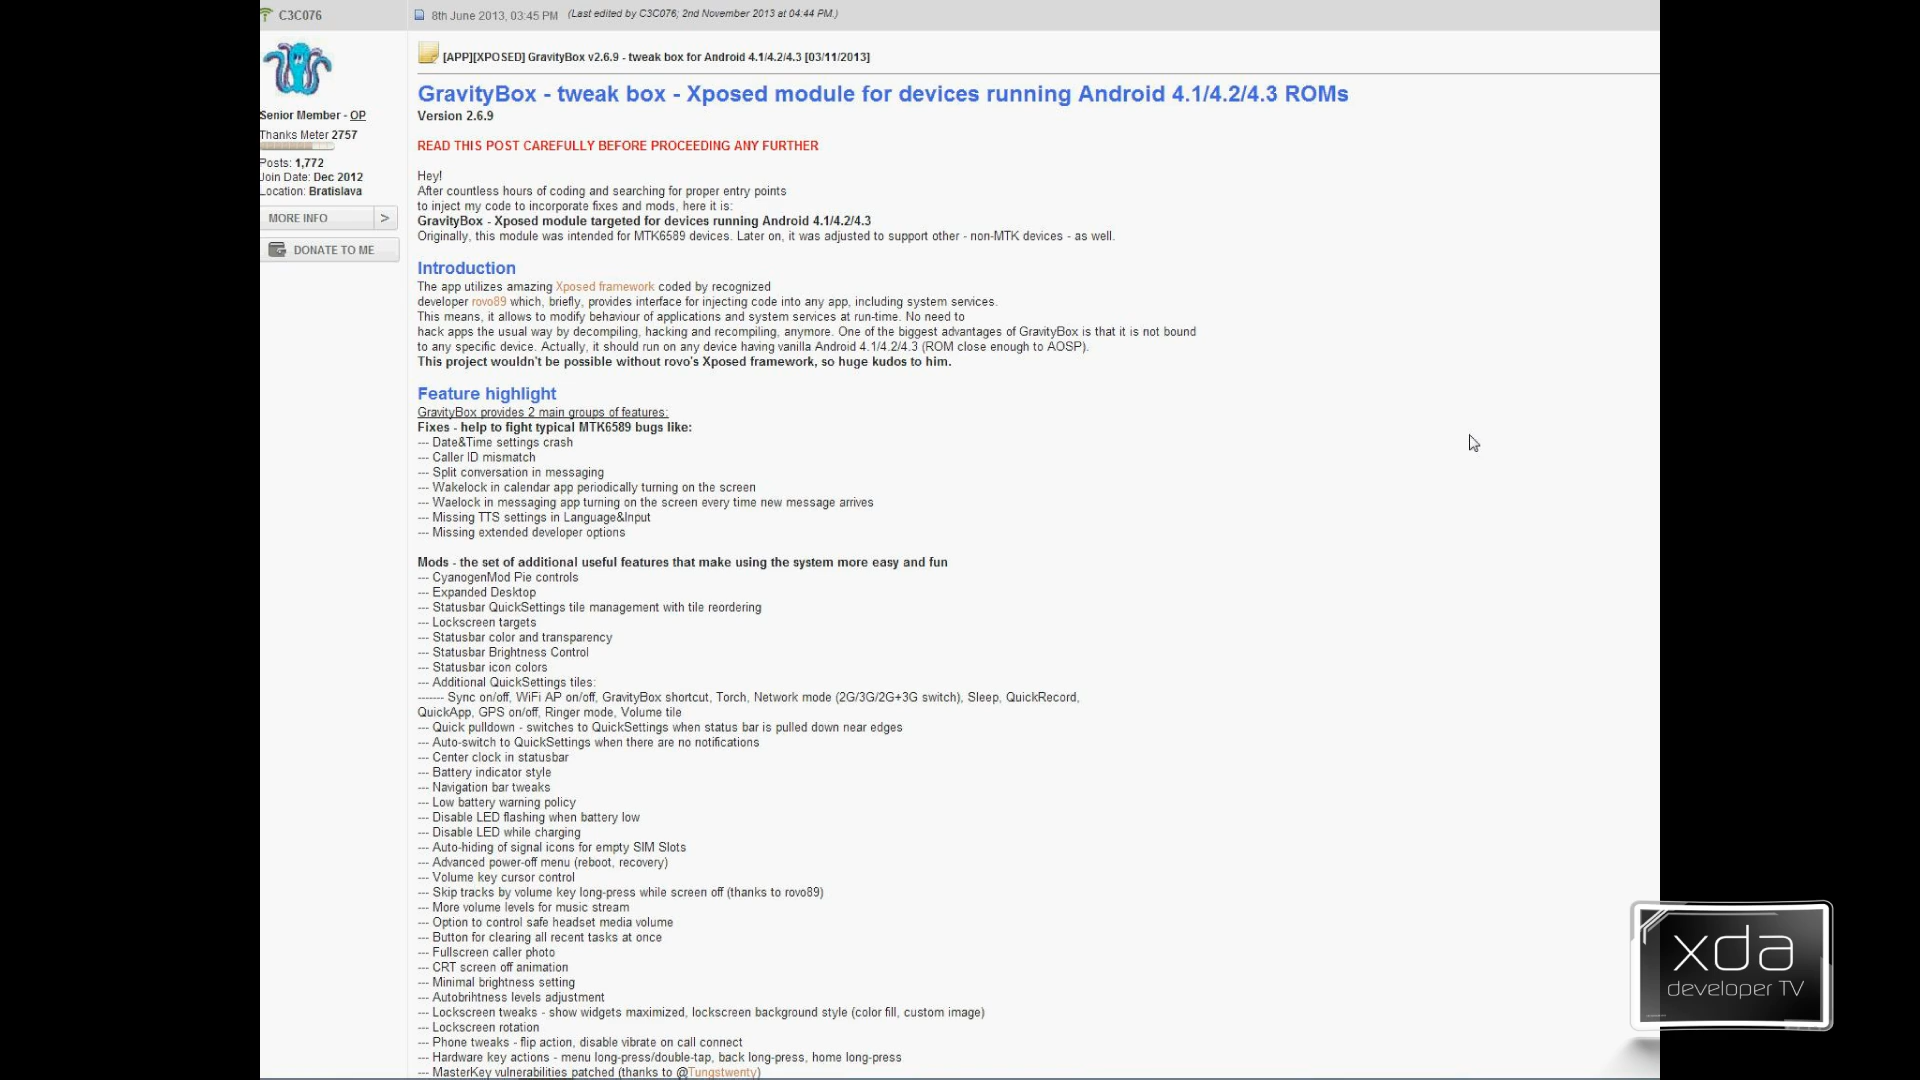 C3C076
8th June 2013, 03:45 PM (Last edited by C3C076; 2nd November 2013 at 04:44 PM.)
[APP][XPOSED] GravityBox v2.6.9 - tweak box for Android 4.1/4.2/4.3 [03/11/2013]
Senior Member - OP
Thanks Meter 2757
Posts: 1,772
Join Date: Dec 2012
Location: Bratislava
MORE INFO >
DONATE TO ME
GravityBox - tweak box - Xposed module for devices running Android 4.1/4.2/4.3 ROMs
Version 2.6.9
READ THIS POST CAREFULLY BEFORE PROCEEDING ANY FURTHER
Hey!
After countless hours of coding and searching for proper entry points
to inject my code to incorporate fixes and mods, here it is:
GravityBox - Xposed module targeted for devices running Android 4.1/4.2/4.3
Originally, this module was intended for MTK6589 devices. Later on, it was adjusted to support other - non-MTK devices - as well.
Introduction
The app utilizes amazing Xposed framework coded by recognized
developer rovo89 which, briefly, provides interface for injecting code into any app, including system services.
This means, it allows to modify behaviour of applications and system services at run-time. No need to
hack apps the usual way by decompiling, hacking and recompiling, anymore. One of the biggest advantages of GravityBox is that it is not bound
to any specific device. Actually, it should run on any device having vanilla Android 4.1/4.2/4.3 (ROM close enough to AOSP).
This project wouldn't be possible without rovo's Xposed framework, so huge kudos to him.
Feature highlight
GravityBox provides 2 main groups of features:
Fixes - help to fight typical MTK6589 bugs like:
--- Date&Time settings crash
--- Caller ID mismatch
--- Split conversation in messaging
--- Wakelock in calendar app periodically turning on the screen
--- Waelock in messaging app turning on the screen every time new message arrives
--- Missing TTS settings in Language&Input
--- Missing extended developer options
Mods - the set of additional useful features that make using the system more easy and fun
--- CyanogenMod Pie controls
--- Expanded Desktop
--- Statusbar QuickSettings tile management with tile reordering
--- Lockscreen targets
--- Statusbar color and transparency
--- Statusbar Brightness Control
--- Statusbar icon colors
--- Additional QuickSettings tiles:
------- Sync on/off, WiFi AP on/off, GravityBox shortcut, Torch, Network mode (2G/3G/2G+3G switch), Sleep, QuickRecord,
QuickApp, GPS on/off, Ringer mode, Volume tile
--- Quick pulldown - switches to QuickSettings when status bar is pulled down near edges
--- Auto-switch to QuickSettings when there are no notifications
--- Center clock in statusbar
--- Battery indicator style
--- Navigation bar tweaks
--- Low battery warning policy
--- Disable LED flashing when battery low
--- Disable LED while charging
--- Auto-hiding of signal icons for empty SIM Slots
--- Advanced power-off menu (reboot, recovery)
--- Volume key cursor control
--- Skip tracks by volume key long-press while screen off (thanks to rovo89)
--- More volume levels for music stream
--- Option to control safe headset media volume
--- Button for clearing all recent tasks at once
--- Fullscreen caller photo
--- CRT screen off animation
--- Minimal brightness setting
--- Autobrihtness levels adjustment
--- Lockscreen tweaks - show widgets maximized, lockscreen background style (color fill, custom image)
--- Lockscreen rotation
--- Phone tweaks - flip action, disable vibrate on call connect
--- Hardware key actions - menu long-press/double-tap, back long-press, home long-press
--- MasterKey vulnerabilities patched (thanks to @Tungstwenty)
xda
developer TV